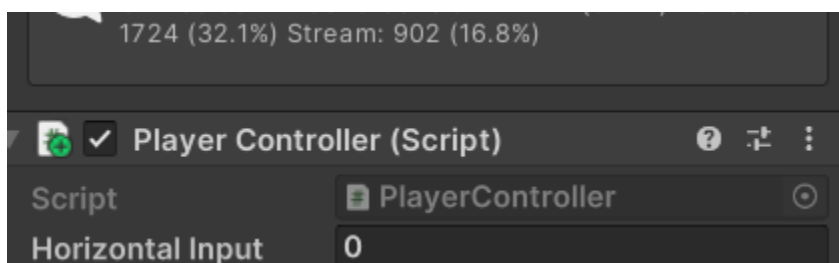 1724 (32.1%) Stream: 902 (16.8%)
Player Controller (Script)
Script PlayerController
Horizontal Input 0